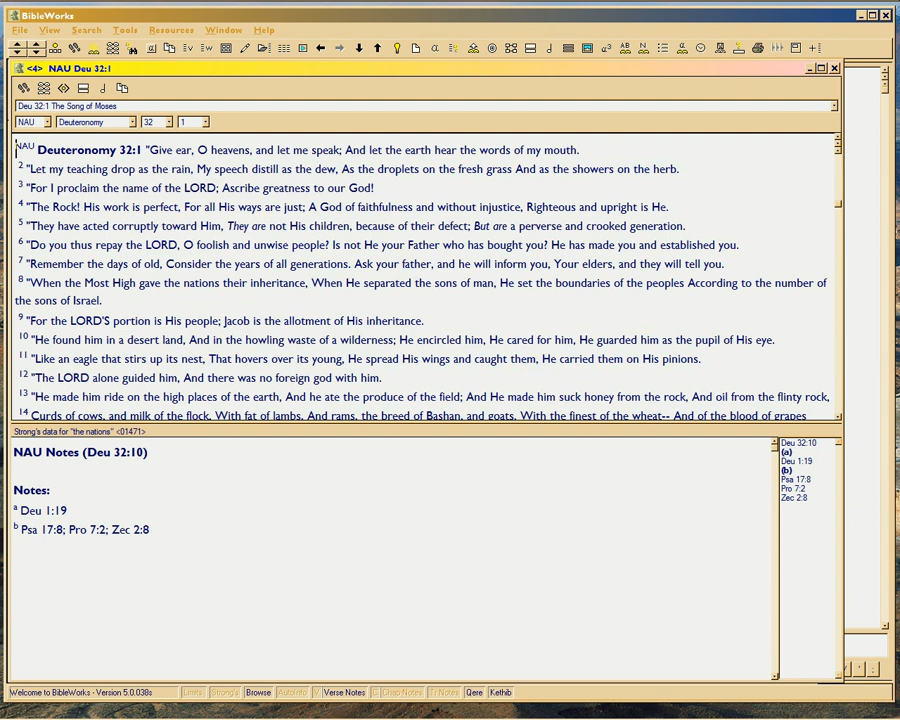 BibleWorks
File View Search Tools Resources Window Help
<4> NAU Deu 32:1
Deu 32:1 The Song of Moses
NAU Deuteronomy 32 1
NAU Deuteronomy 32:1 "Give ear, O heavens, and let me speak; And let the earth hear the words of my mouth.
2 "Let my teaching drop as the rain, My speech distill as the dew, As the droplets on the fresh grass And as the showers on the herb.
3 "For I proclaim the name of the LORD; Ascribe greatness to our God!
4 "The Rock! His work is perfect, For all His ways are just; A God of faithfulness and without injustice, Righteous and upright is He.
5 "They have acted corruptly toward Him, They are not His children, because of their defect; But are a perverse and crooked generation.
6 "Do you thus repay the LORD, O foolish and unwise people? Is not He your Father who has bought you? He has made you and established you.
7 "Remember the days of old, Consider the years of all generations. Ask your father, and he will inform you, Your elders, and they will tell you.
8 "When the Most High gave the nations their inheritance, When He separated the sons of man, He set the boundaries of the peoples According to the number of
the sons of Israel.
9 "For the LORD'S portion is His people; Jacob is the allotment of His inheritance.
10 "He found him in a desert land, And in the howling waste of a wilderness; He encircled him, He cared for him, He guarded him as the pupil of His eye.
11 "Like an eagle that stirs up its nest, That hovers over its young, He spread His wings and caught them, He carried them on His pinions.
12 "The LORD alone guided him, And there was no foreign god with him.
13 "He made him ride on the high places of the earth, And he ate the produce of the field; And He made him suck honey from the rock, And oil from the flinty rock,
14 Curds of cows, and milk of the flock, With fat of lambs, And rams, the breed of Bashan, and goats, With the finest of the wheat-- And of the blood of grapes
Strong's data for "the nations" <01471>
NAU Notes (Deu 32:10)
Notes:
a Deu 1:19
b Psa 17:8; Pro 7:2; Zec 2:8
Deu 32:10
(a)
Deu 1:19
(b)
Psa 17:8
Pro 7:2
Zec 2:8
Welcome to BibleWorks - Version 5.0.038s Limits Strong's Browse AutoInfo V Verse Notes C Chap Notes Tr Notes Qere Kethib